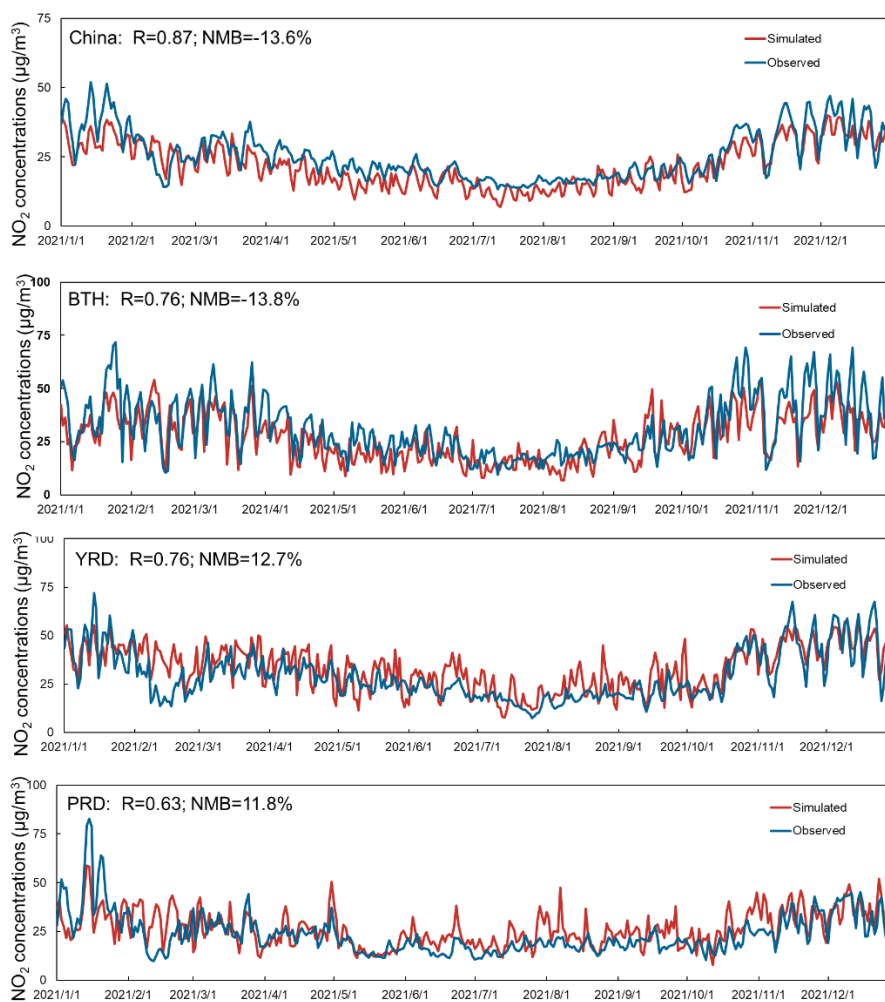 75
China: R=0.87; NMB=-13.6%
Simulated
Observed
50
25
0
NO₂ concentrations (µg/m³)
2021/1/1 2021/2/1 2021/3/1 2021/4/1 2021/5/1 2021/6/1 2021/7/1 2021/8/1 2021/9/1 2021/10/1 2021/11/1 2021/12/1
100
BTH: R=0.76; NMB=-13.8%
Simulated
Observed
75
50
25
0
NO₂ concentrations (µg/m³)
2021/1/1 2021/2/1 2021/3/1 2021/4/1 2021/5/1 2021/6/1 2021/7/1 2021/8/1 2021/9/1 2021/10/1 2021/11/1 2021/12/1
100
YRD: R=0.76; NMB=12.7%
Simulated
Observed
75
50
25
0
NO₂ concentrations (µg/m³)
2021/1/1 2021/2/1 2021/3/1 2021/4/1 2021/5/1 2021/6/1 2021/7/1 2021/8/1 2021/9/1 2021/10/1 2021/11/1 2021/12/1
100
PRD: R=0.63; NMB=11.8%
Simulated
Observed
75
50
25
0
NO₂ concentrations (µg/m³)
2021/1/1 2021/2/1 2021/3/1 2021/4/1 2021/5/1 2021/6/1 2021/7/1 2021/8/1 2021/9/1 2021/10/1 2021/11/1 2021/12/1